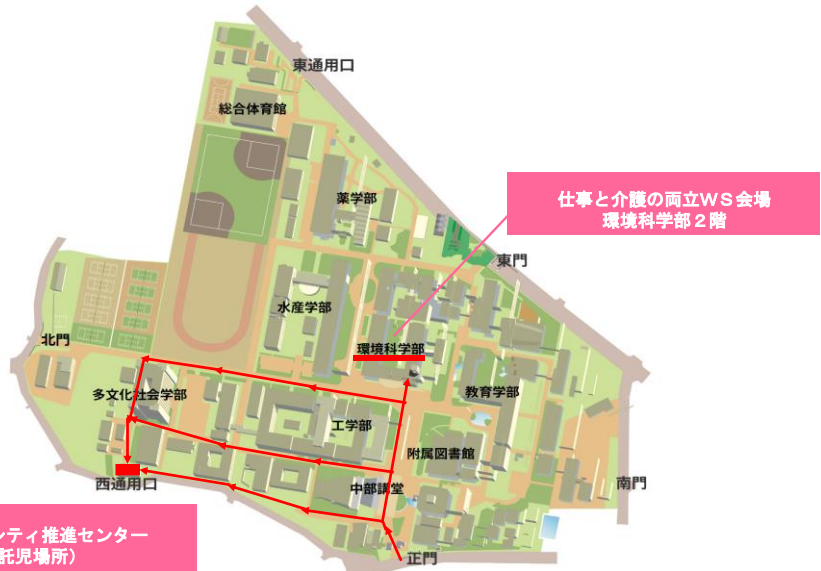 東通用口
総合体育館
薬学部
仕事と介護の両立ＷＳ会場
環境科学部２階
東門
水産学部
北門
環境科学部
多文化社会学部
教育学部
工学部
附属図書館
西通用口
中部講堂
南門
シティ推進センター
託児場所）
正門